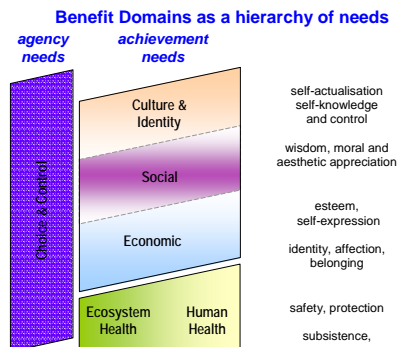 Benefit Domains as a hierarchy of needs
agency
needs
achievement
needs
Choice & Control
Culture &
Identity
Social
Economic
Ecosystem
Health
Human
Health
self-actualisation
self-knowledge
and control
wisdom, moral and
aesthetic appreciation
esteem,
self-expression
identity, affection,
belonging
safety, protection
subsistence,